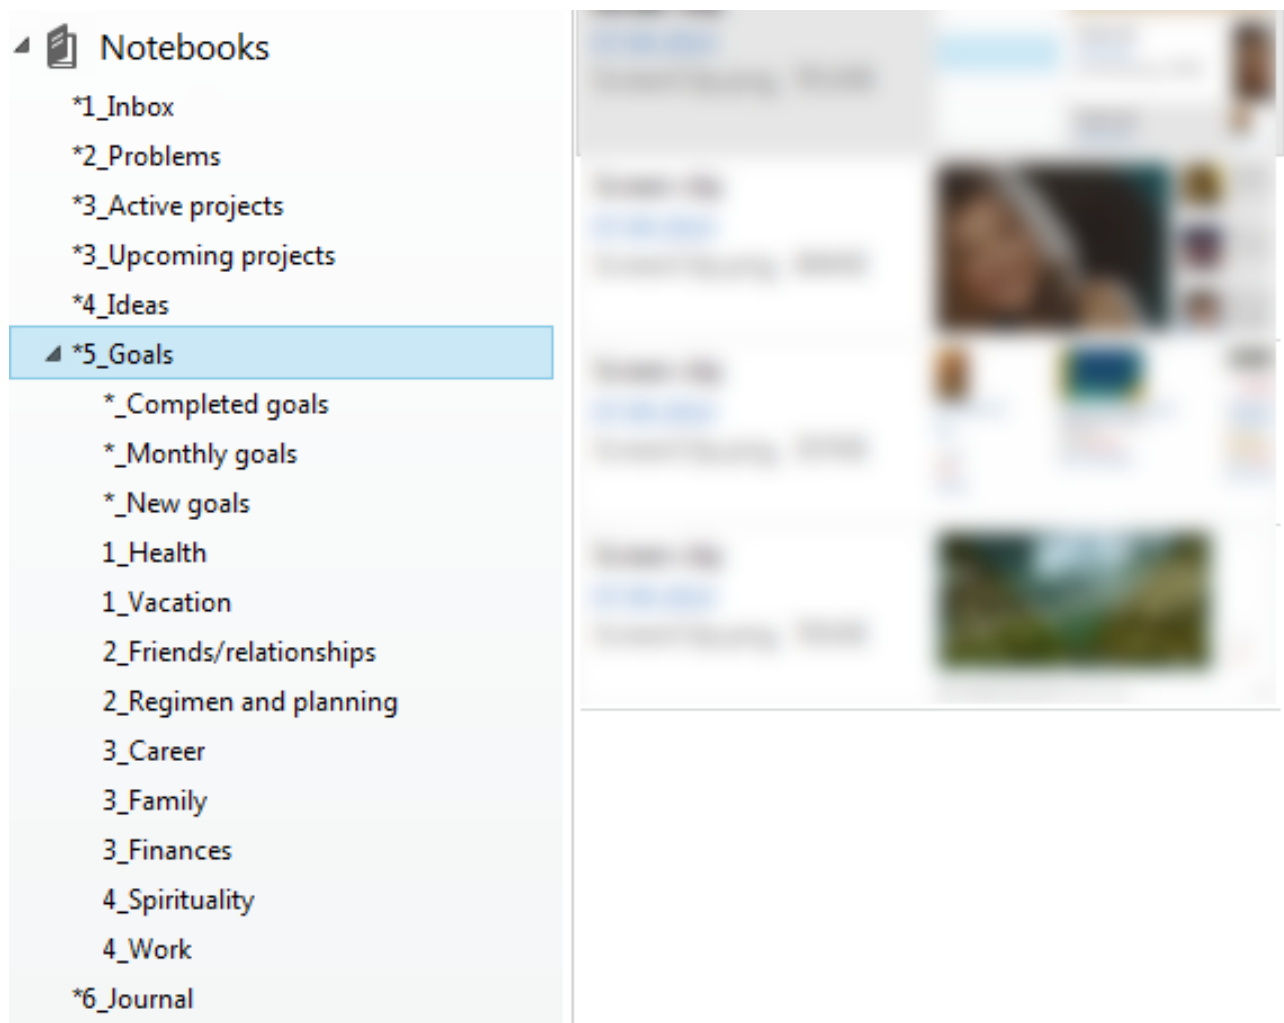 Notebooks
*1_Inbox
*2_Problems
*3_Active projects
*3_Upcoming projects
*4_Ideas
*5_Goals
*_Completed goals
*_Monthly goals
*_New goals
1_Health
1_Vacation
2_Friends/relationships
2_Regimen and planning
3_Career
3_Family
3_Finances
4_Spirituality
4_Work
*6_Journal